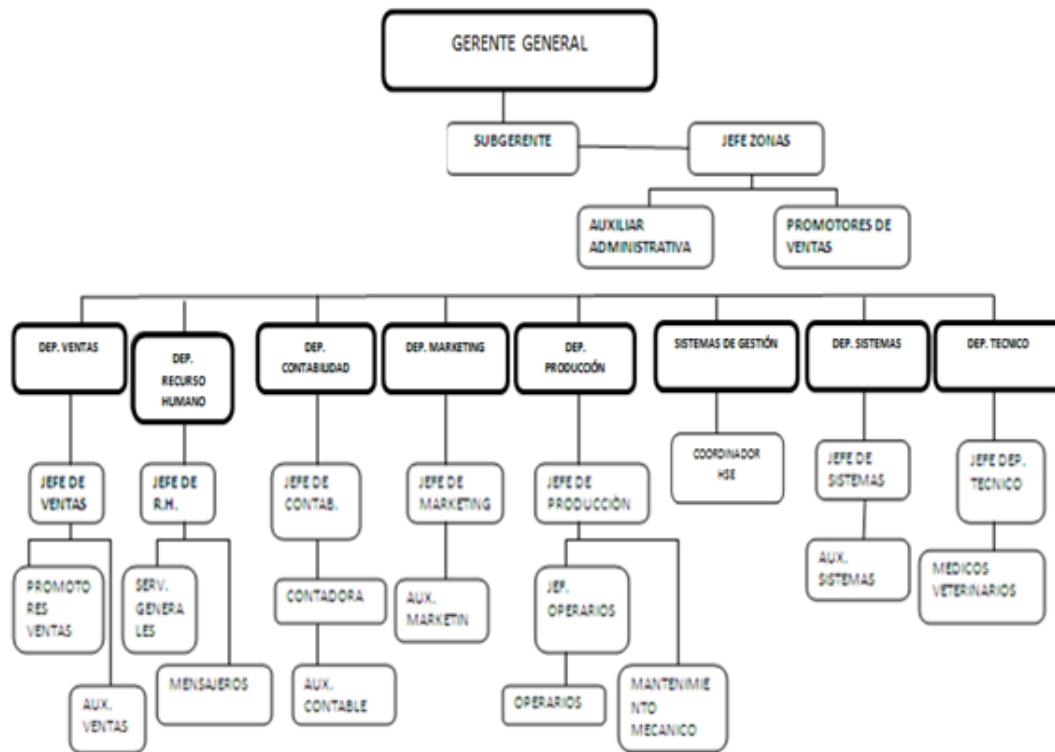 GERENTE GENERAL
SUBGERENTE
JEFE ZONAS
AUXILIAR
ADMINISTRATIVA
PROMOTORES DE
VENTAS
DEP. VENTAS
DEP.
RECURSO
HUMANO
DEP.
CONTABILIDAD
DEP. MARKETING
DEP.
PRODUCCIÓN
SISTEMAS DE GESTIÓN
DEP. SISTEMAS
DEP. TECNICO
JEFE DE
VENTAS
JEFE DE
R.H.
JEFE DE
CONTAB.
JEFE DE
MARKETING
JEFE DE
PRODUCCIÒN
COORDINADOR
HSE
JEFE DE
SISTEMAS
JEFE DEP.
TECNICO
PROMOTO
RES
VENTAS
SERV.
GENERA
LES
CONTADORA
AUX.
MARKETIN
JEF.
OPERARIOS
AUX.
SISTEMAS
MEDICOS
VETERINARIOS
AUX.
VENTAS
MENSAJEROS
AUX.
CONTABLE
OPERARIOS
MANTENIMIE
NTO
MECANICO